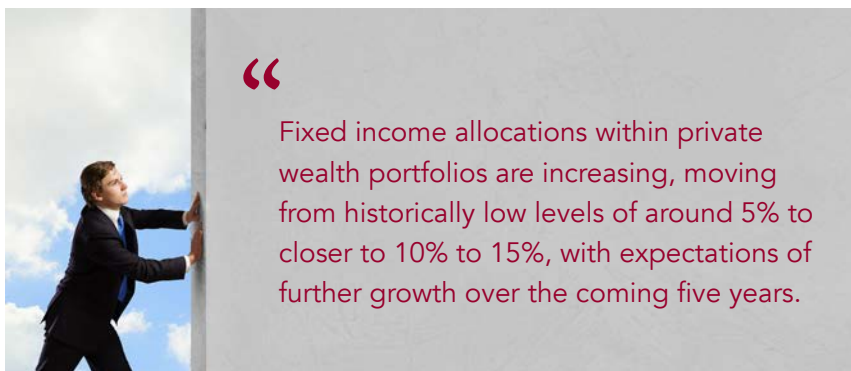 “
Fixed income allocations within private
wealth portfolios are increasing, moving
from historically low levels of around 5% to
closer to 10% to 15%, with expectations of
further growth over the coming five years.